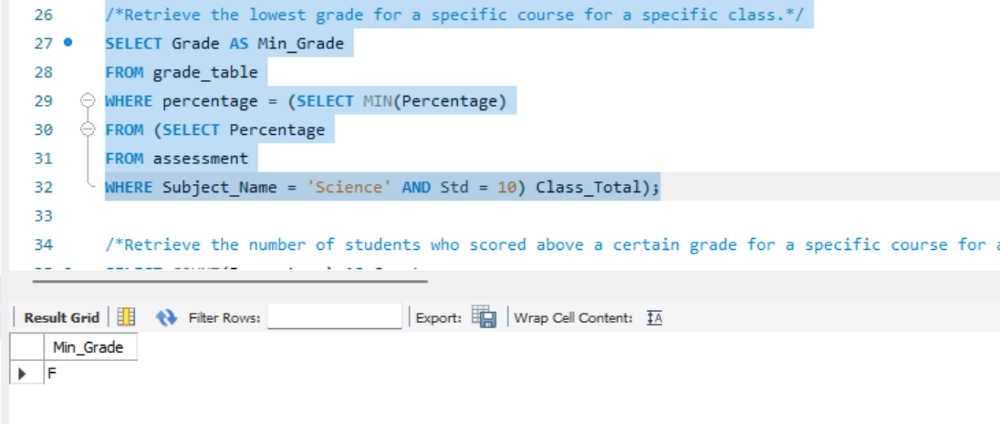 26 /*Retrieve the lowest grade for a specific course for a specific class.*/
27 SELECT Grade AS Min_Grade
28 FROM grade_table
29 WHERE percentage = (SELECT MIN(Percentage)
30 FROM (SELECT Percentage
31 FROM assessment
32 WHERE Subject_Name = 'Science' AND Std = 10) Class_Total);
33
34 /*Retrieve the number of students who scored above a certain grade for a specific course for
Result Grid Filter Rows: Export: Wrap Cell Content:
Min_Grade
F